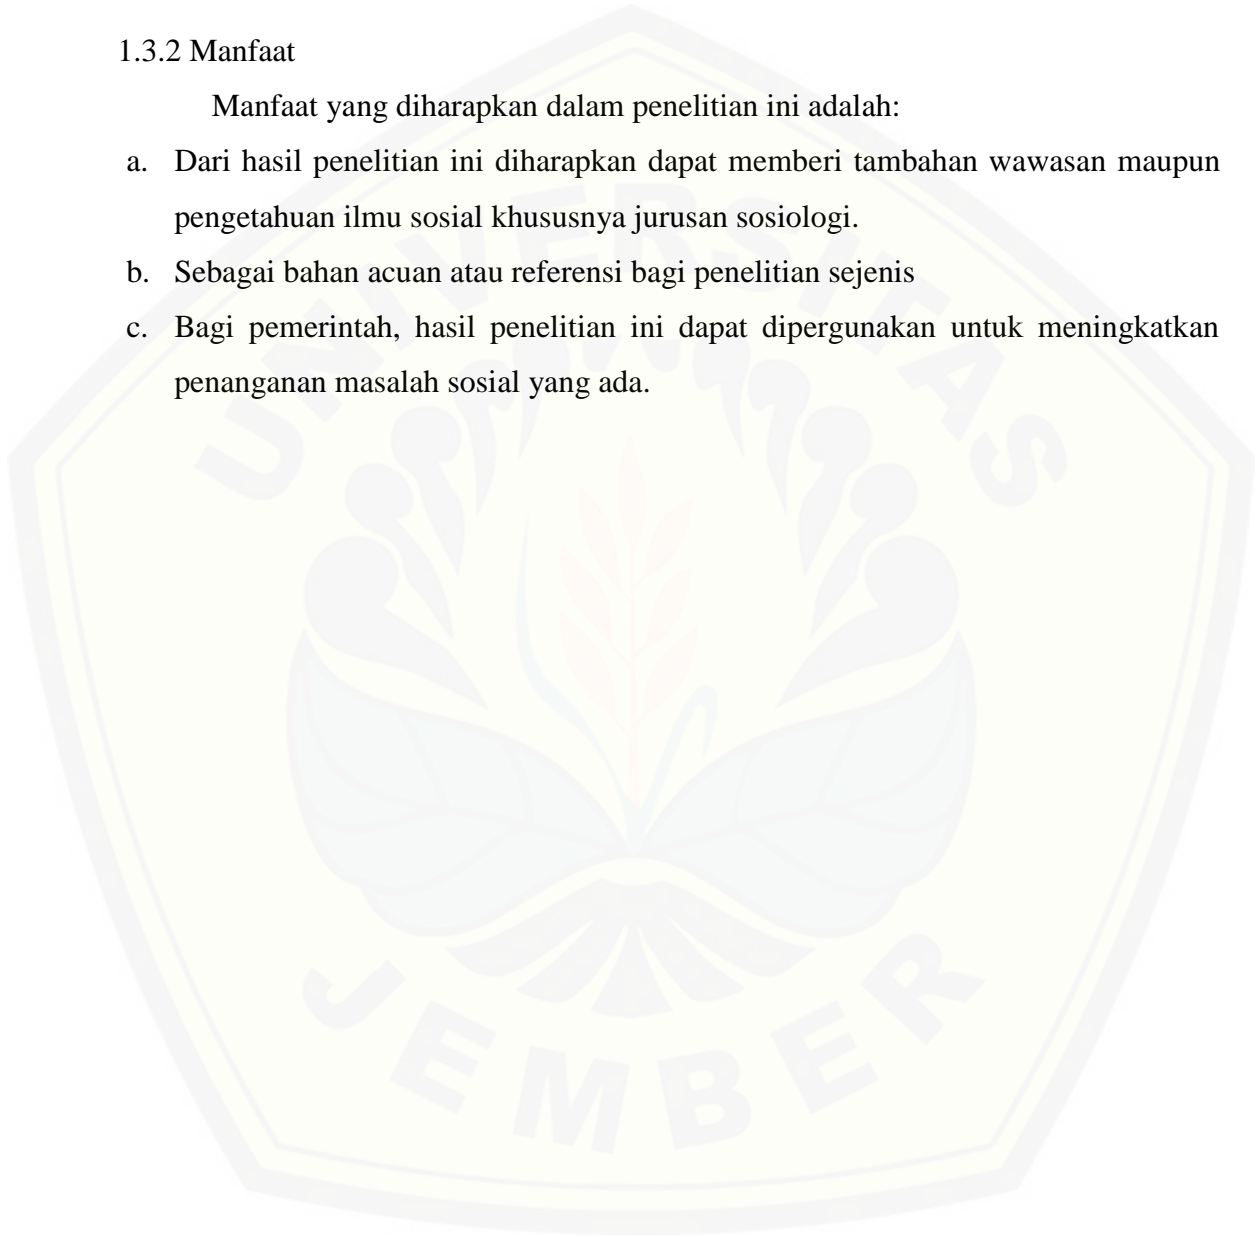 1.3.2 Manfaat
Manfaat yang diharapkan dalam penelitian ini adalah:
a. Dari hasil penelitian ini diharapkan dapat memberi tambahan wawasan maupun
pengetahuan ilmu sosial khususnya jurusan sosiologi.
b. Sebagai bahan acuan atau referensi bagi penelitian sejenis
c. Bagi pemerintah, hasil penelitian ini dapat dipergunakan untuk meningkatkan
penanganan masalah sosial yang ada.
UNIVERSITAS
JEMBER